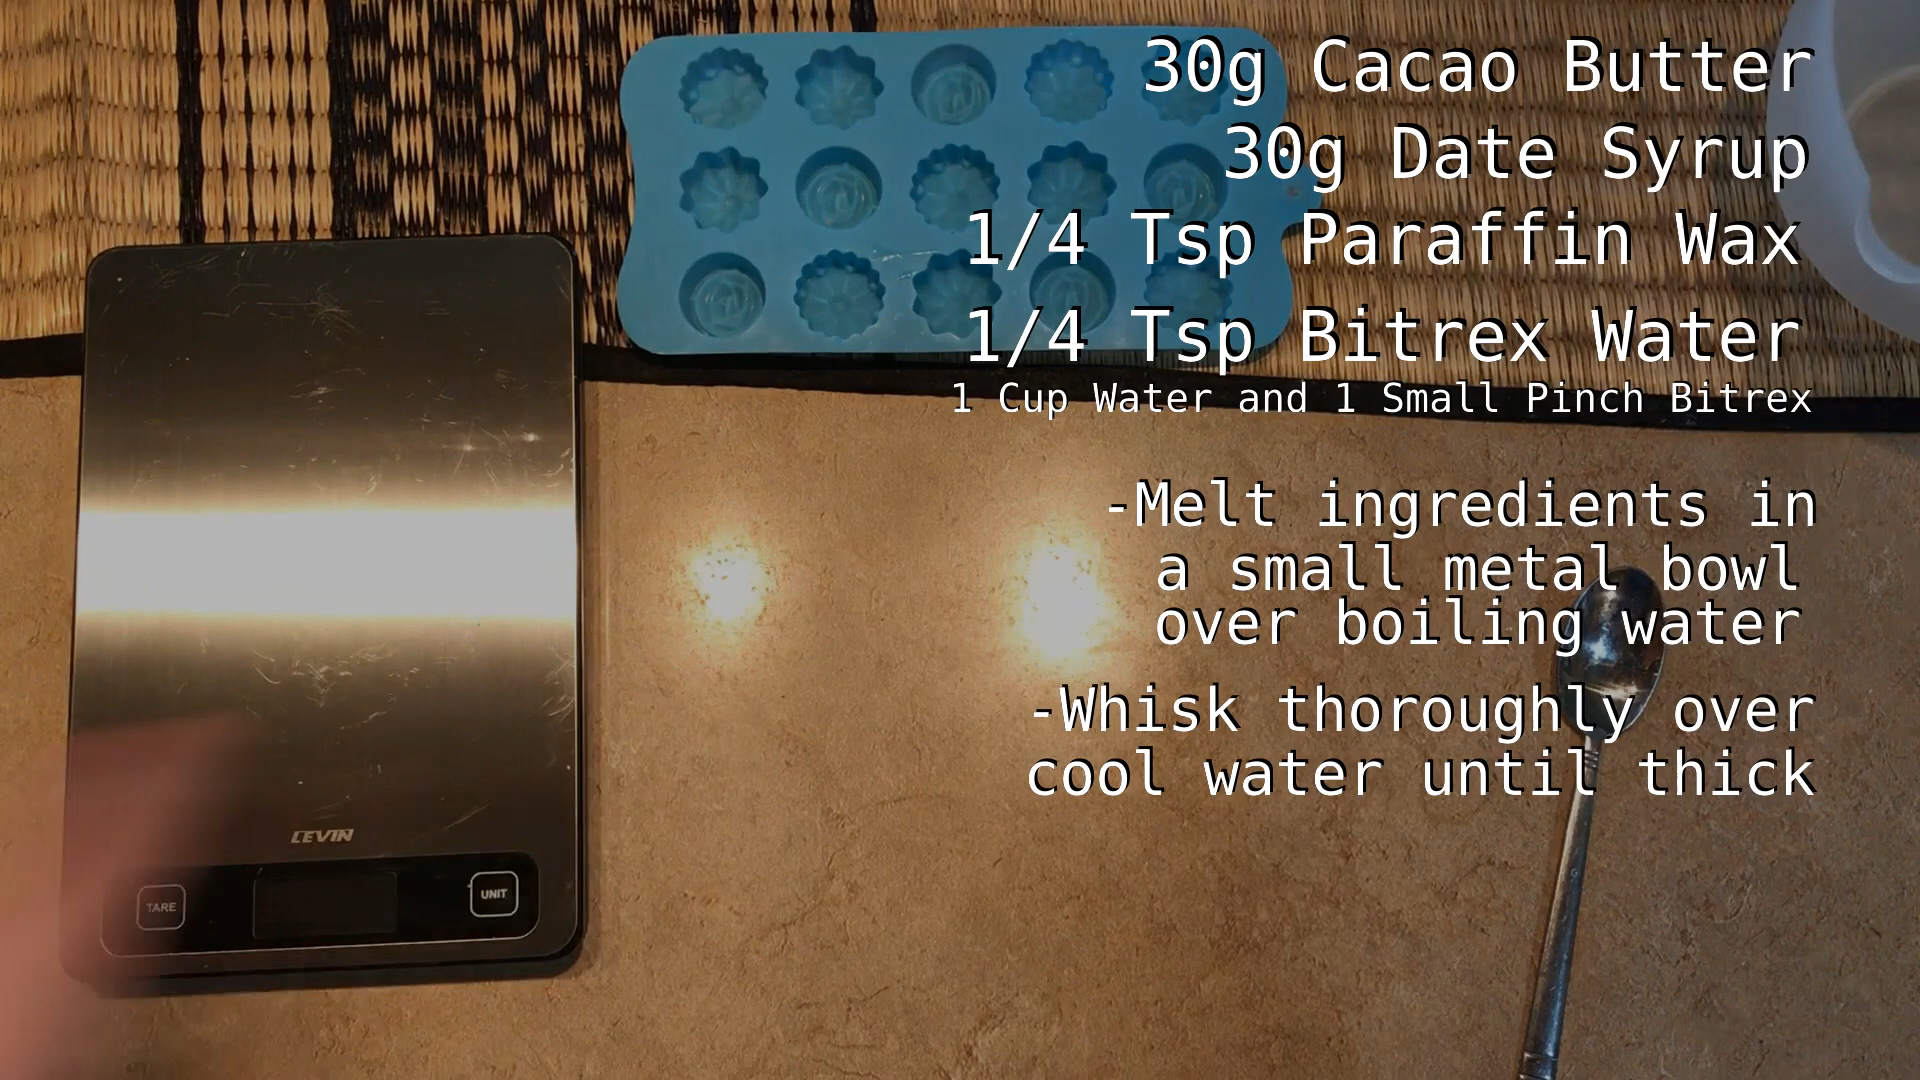 30g Cacao Butter
30g Date Syrup
1/4 Tsp Paraffin Wax
1/4 Tsp Bitrex Water
1 Cup Water and 1 Small Pinch Bitrex
-Melt ingredients in
a small metal bowl
over boiling water
-Whisk thoroughly over
cool water until thick
LEVIN
TARE
UNIT